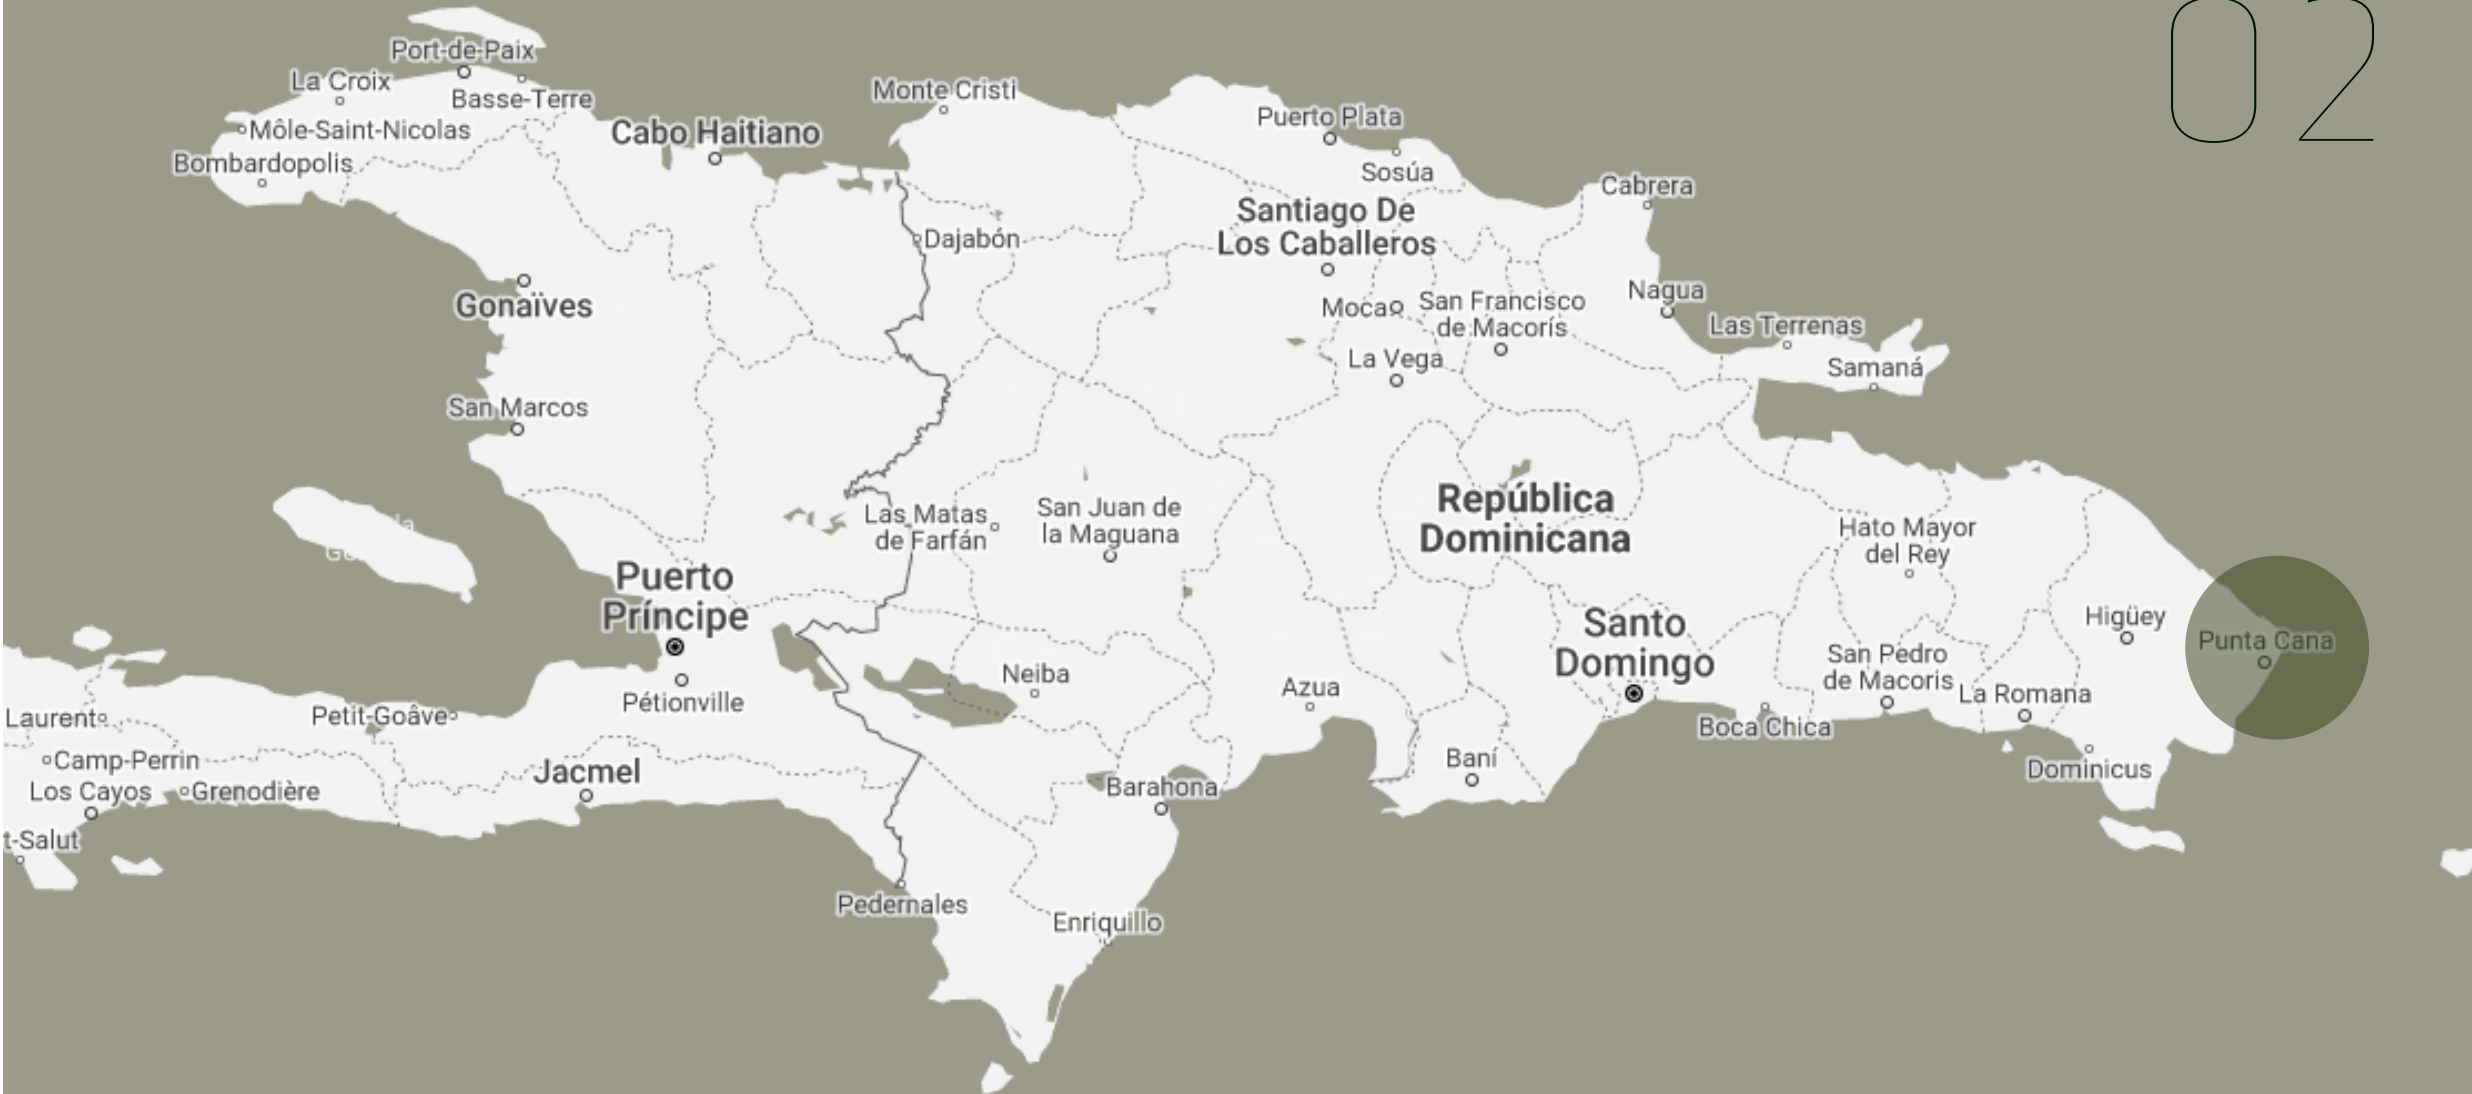 02
Port-de-Paix
La Croix
Basse-Terre
Monte Cristi
Môle-Saint-Nicolas
Cabo Haitiano
Puerto Plata
Bombardopolis
Sosúa
Cabrera
Santiago De
Los Caballeros
Dajabón
Gonaïves
Moca
San Francisco
de Macorís
Nagua
Las Terrenas
La Vega
Samaná
San Marcos
Las Matas
de Farfán
San Juan de
la Maguana
República
Dominicana
Hato Mayor
del Rey
Puerto
Príncipe
Santo
Domingo
Higüey
Punta Cana
Neiba
San Pedro
de Macoris
Pétionville
Azua
La Romana
Laurent
Petit-Goâve
Boca Chica
Camp-Perrin
Jacmel
Baní
Dominicus
Los Cayos
Grenodière
Barahona
t-Salut
Pedernales
Enriquillo